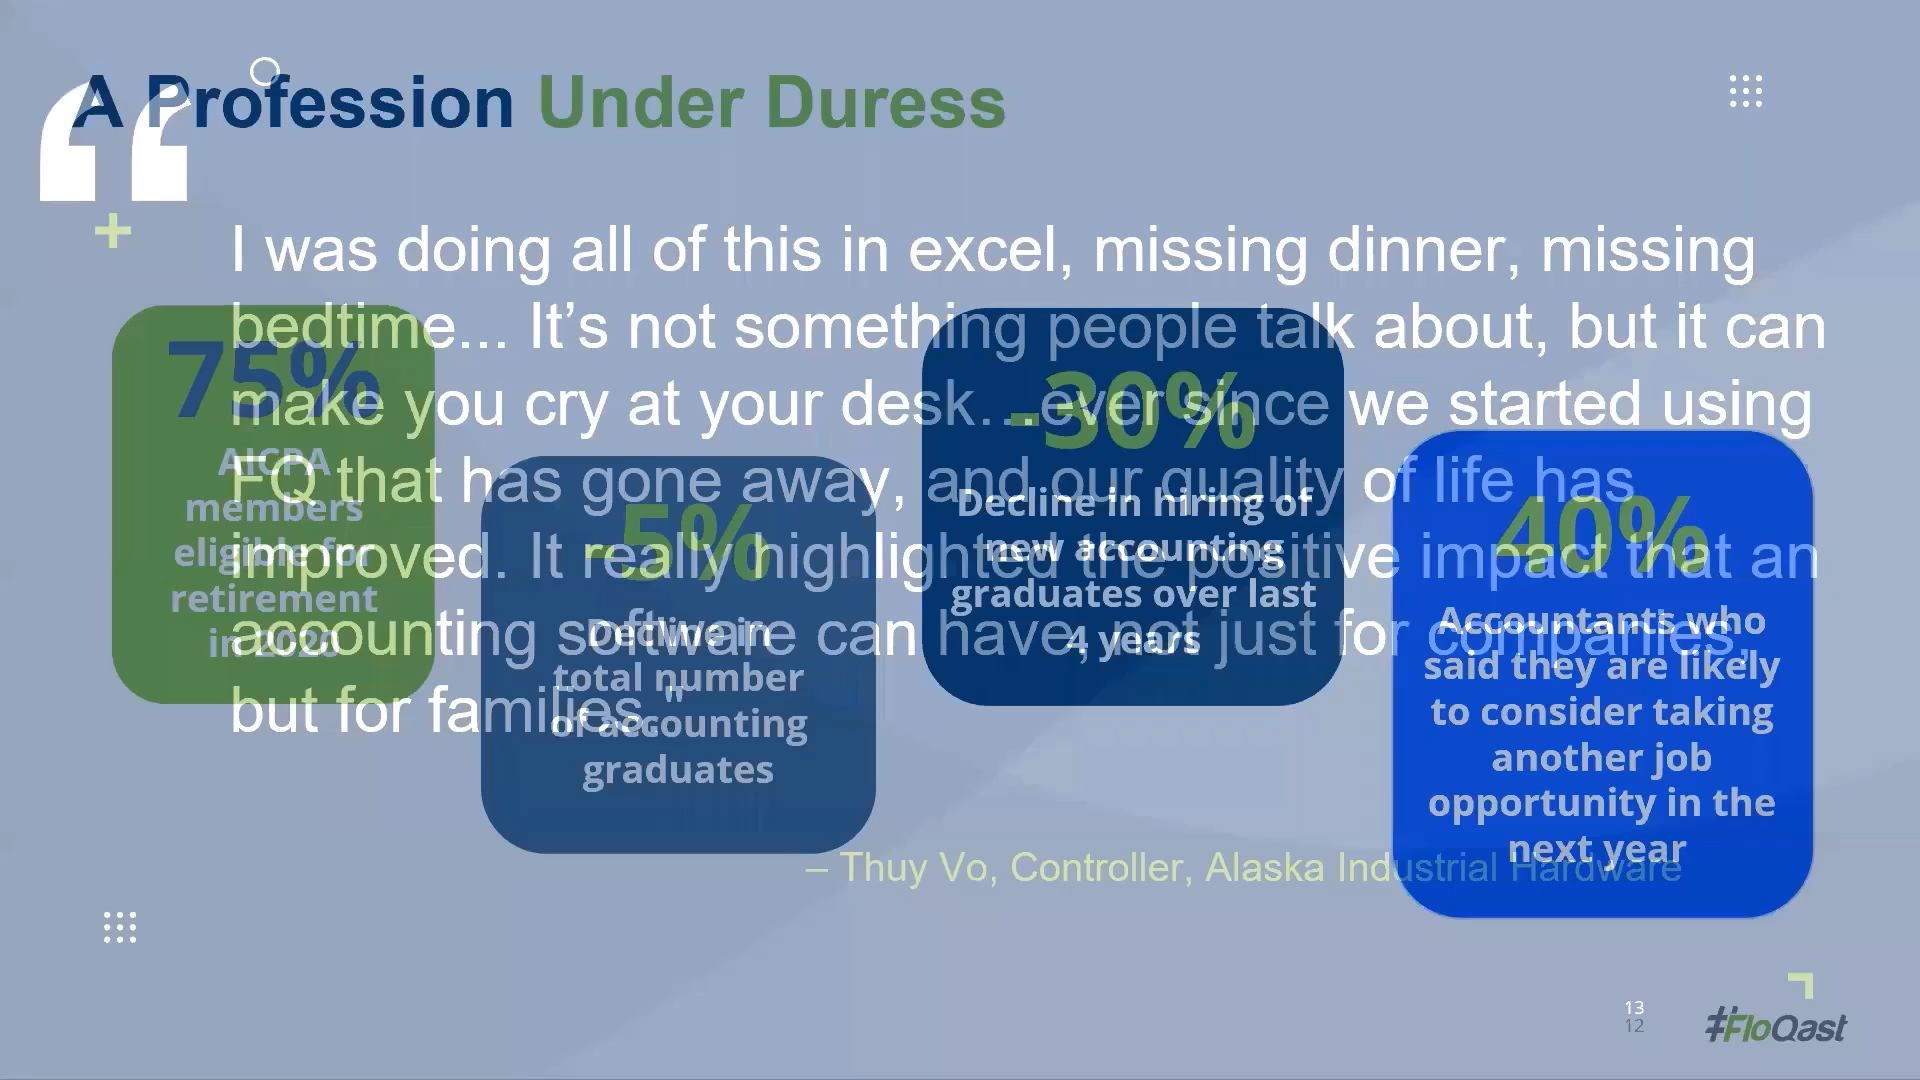 A Profession Under Duress
“
I was doing all of this in excel, missing dinner, missing
bedtime... It’s not something people talk about, but it can
make you cry at your desk…ever since we started using
FQ that has gone away, and our quality of life has
improved. It really highlighted the positive impact that an
accounting software can have, not just for companies,
but for families."
– Thuy Vo, Controller, Alaska Industrial Hardware
75%
AICPA
members
eligible for
retirement
in 2020
-5%
Decline in
total number
of accounting
graduates
-30%
Decline in hiring of
new accounting
graduates over last
4 years
40%
Accountants who
said they are likely
to consider taking
another job
opportunity in the
next year
13
12
#FloQast